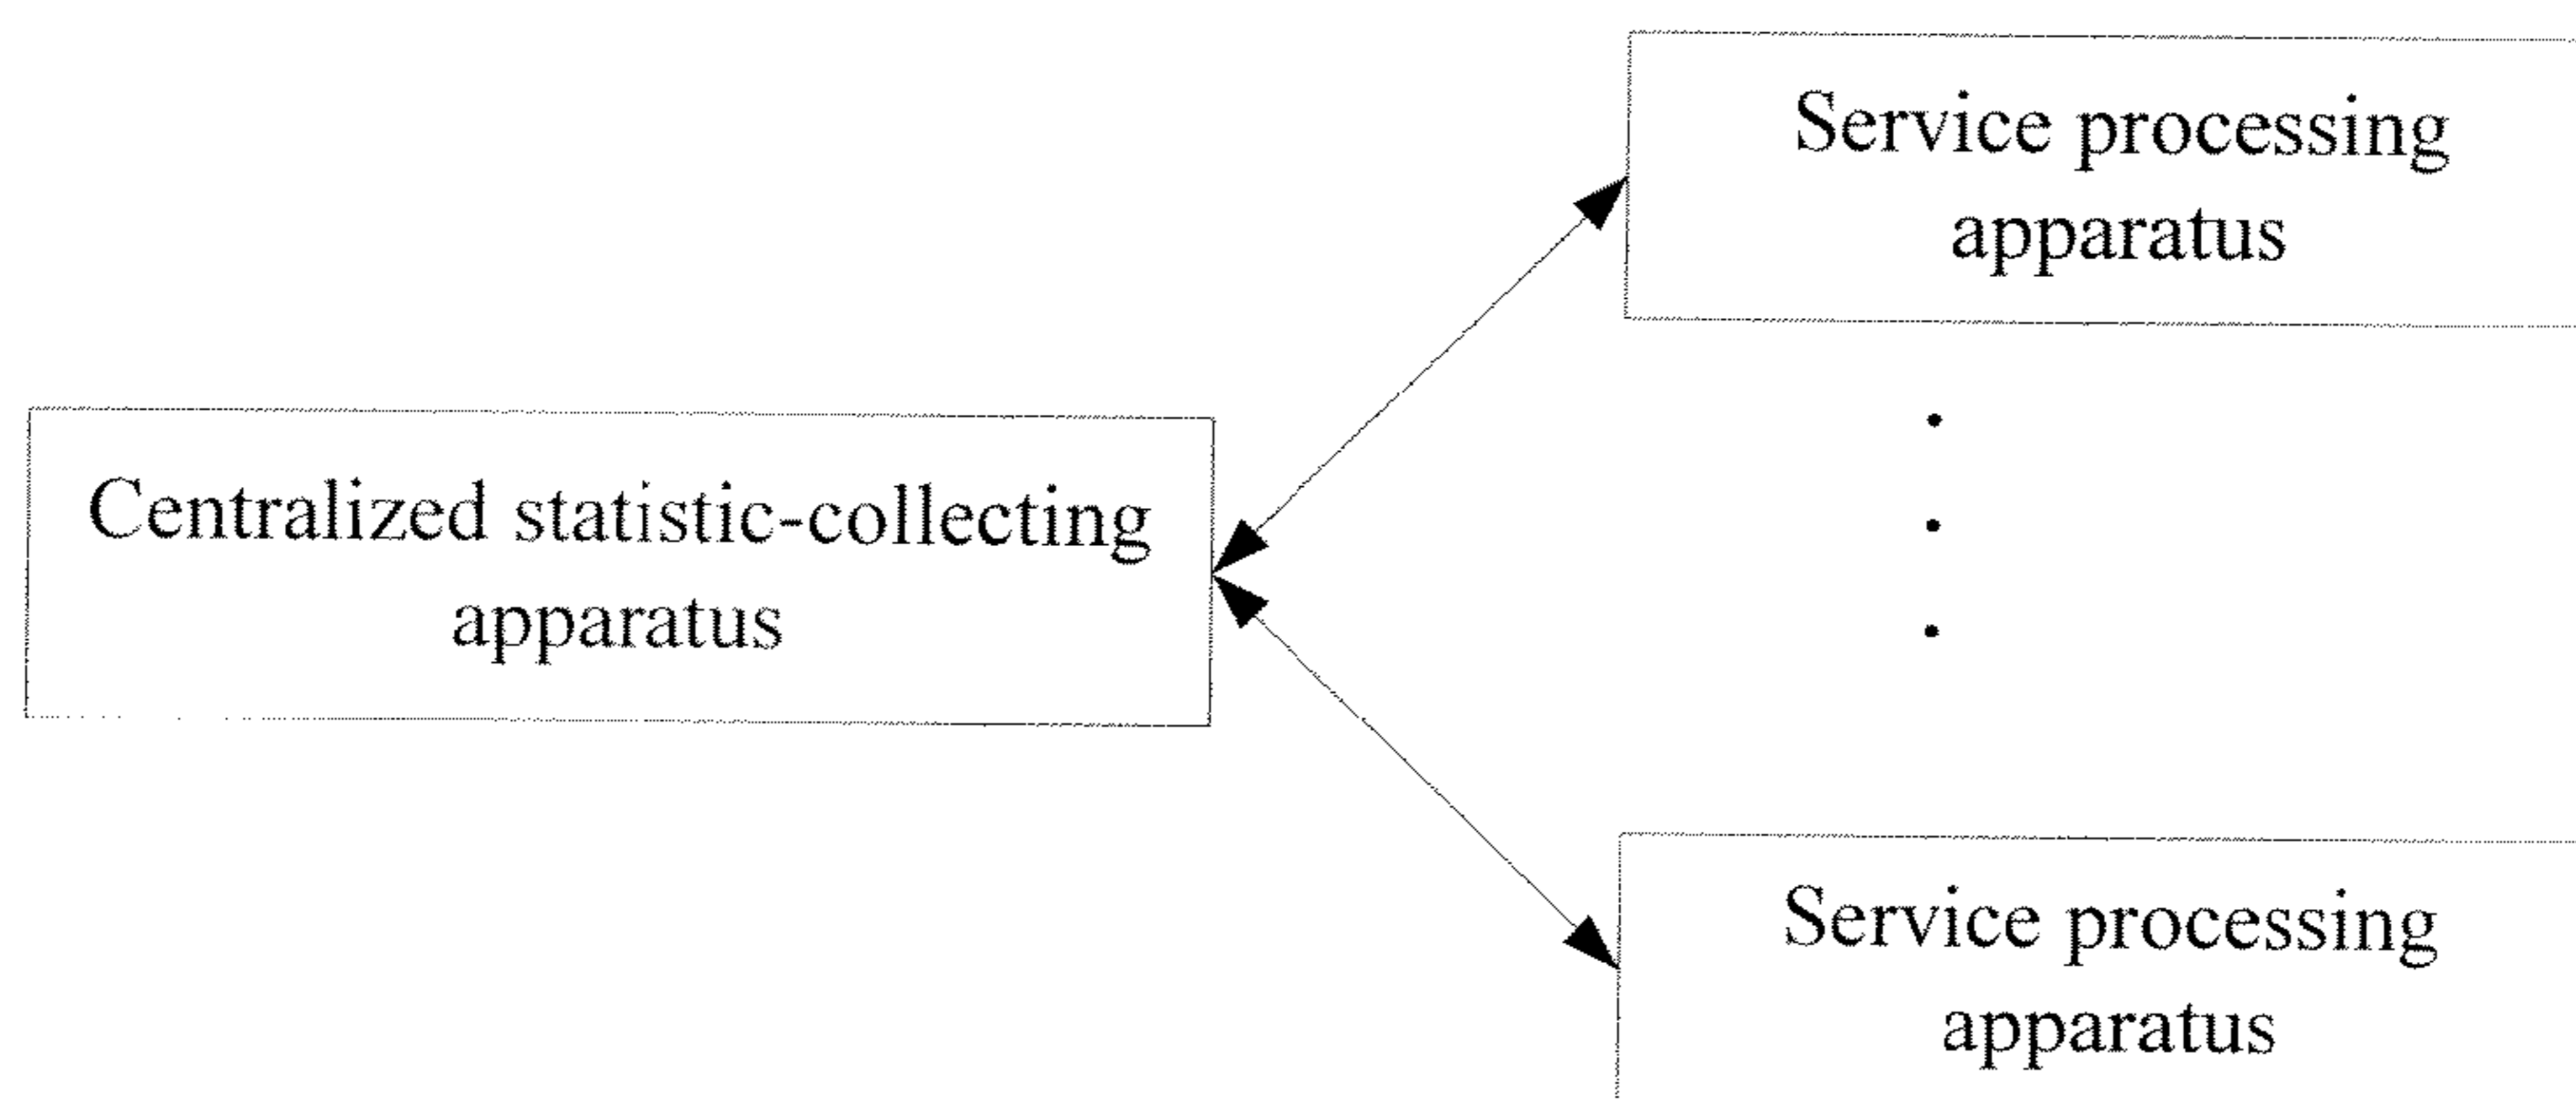 Service processing
apparatus
Centralized statistic-collecting
apparatus
Service processing
apparatus